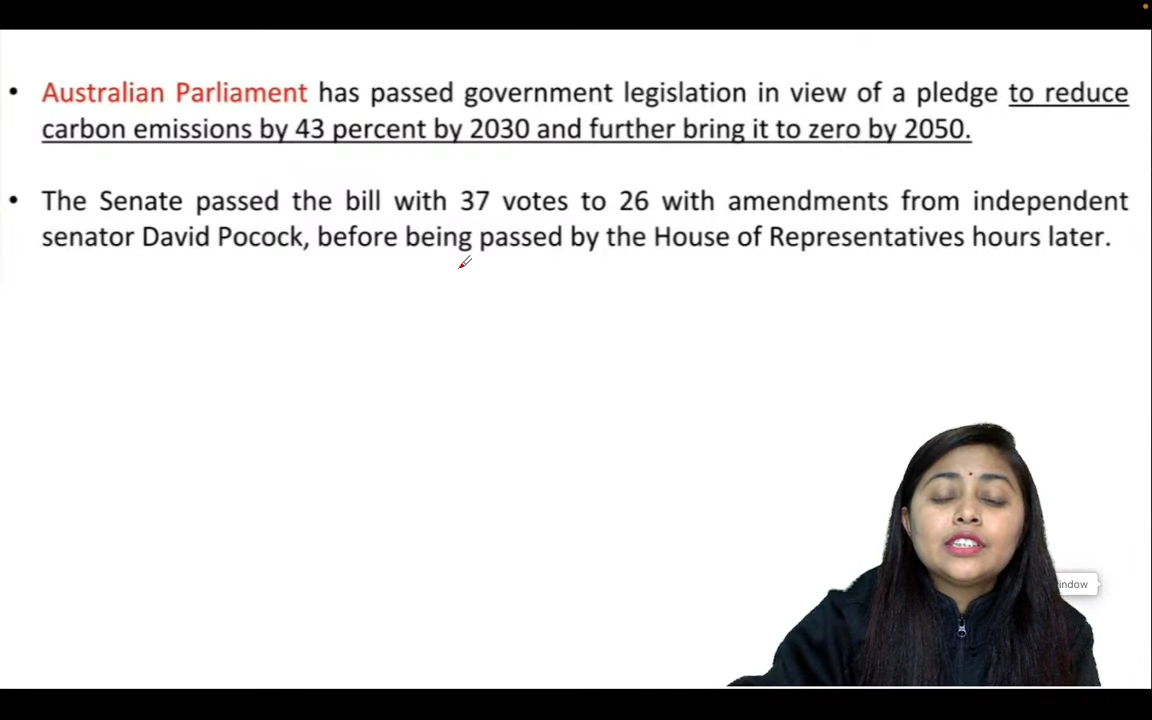 • Australian Parliament has passed government legislation in view of a pledge to reduce
carbon emissions by 43 percent by 2030 and further bring it to zero by 2050.
• The Senate passed the bill with 37 votes to 26 with amendments from independent
senator David Pocock, before being passed by the House of Representatives hours later.
indow